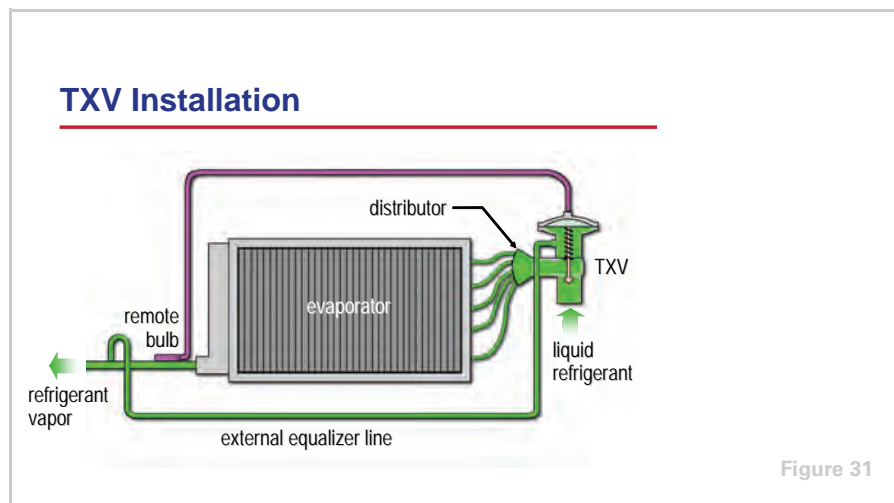 TXV Installation
distributor
TXV
evaporator
remote
bulb
liquid
refrigerant
refrigerant
vapor
external equalizer line
Figure 31